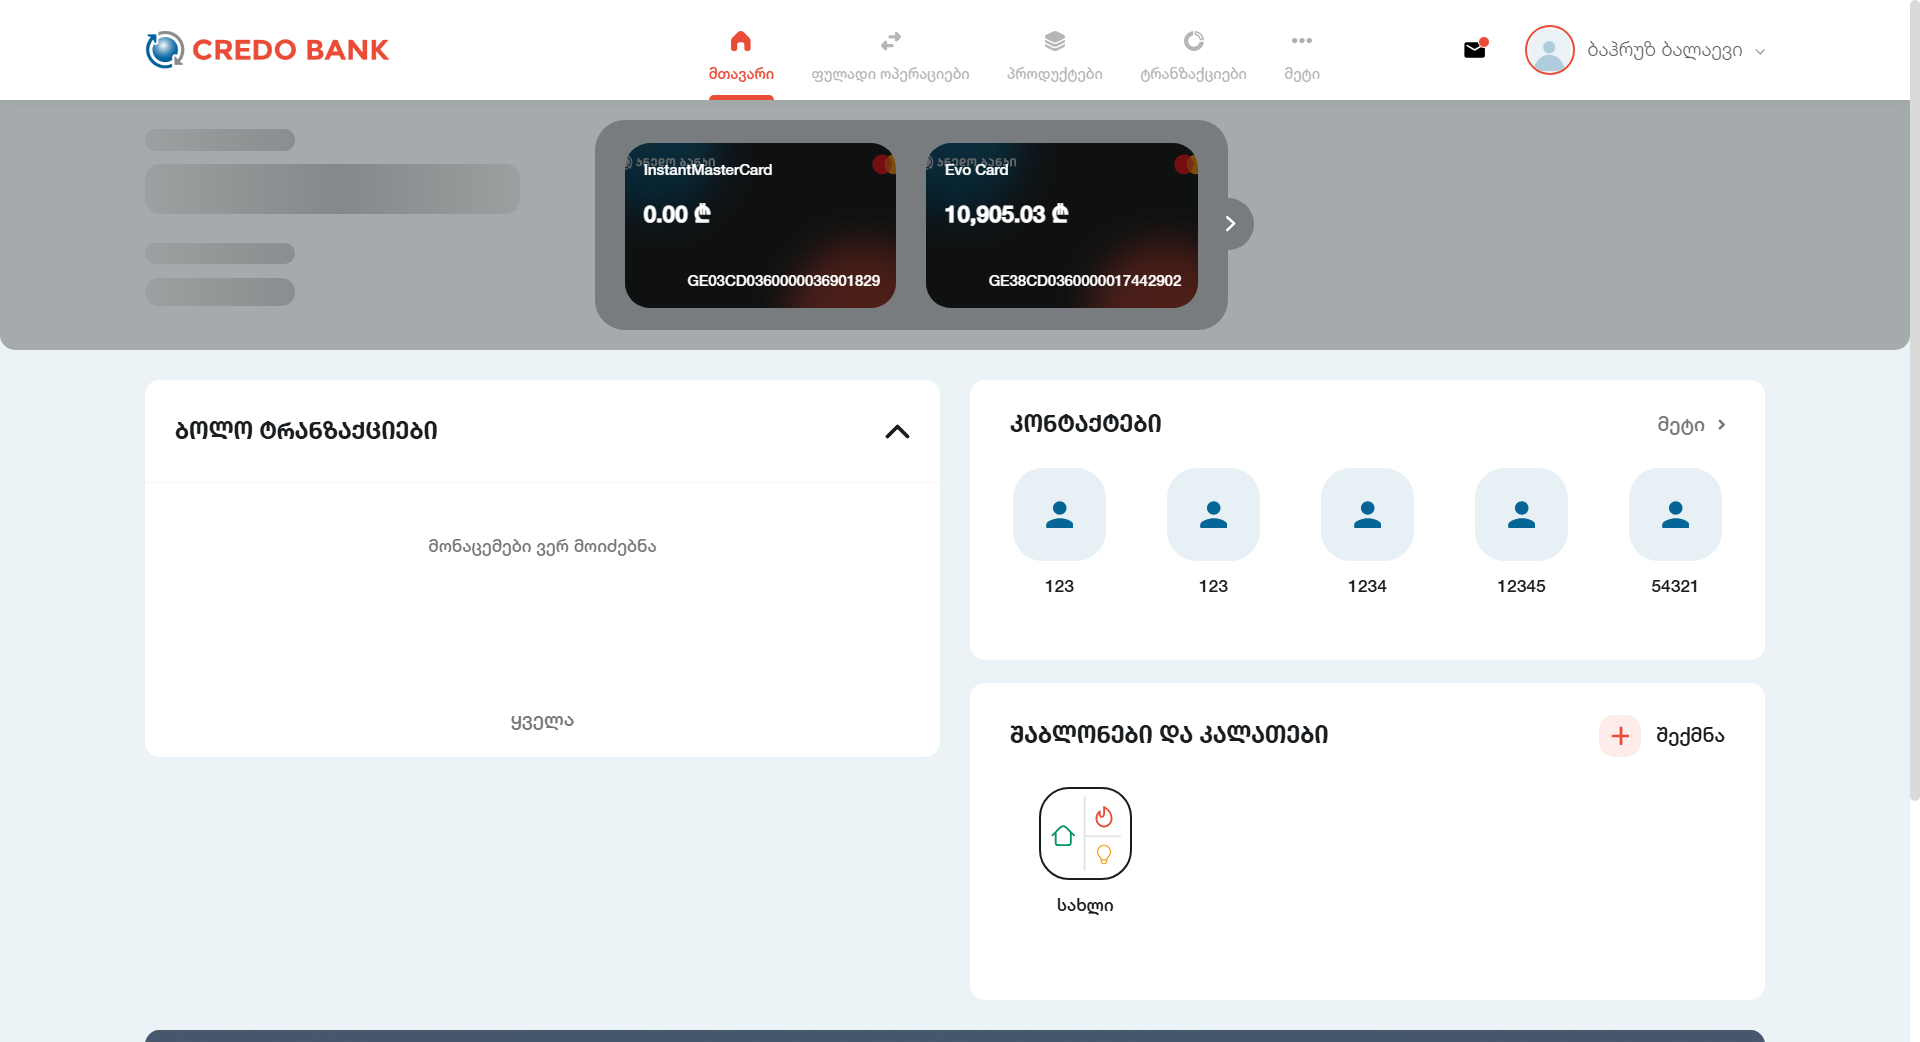 CREDO BANK
მთავარი
ფულადი ოპერაციები
პროდუქტები
ტრანზაქციები
მეტი
ბაჰრუზ ბალაევი
InstantMasterCard
0.00 ₾
GE03CD0360000036901829
Evo Card
10,905.03 ₾
GE38CD0360000017442902
ბოლო ტრანზაქციები
მონაცემები ვერ მოიძებნა
ყველა
კონტაქტები
მეტი
123
123
1234
12345
54321
შაბლონები და კალათები
შექმნა
სახლი